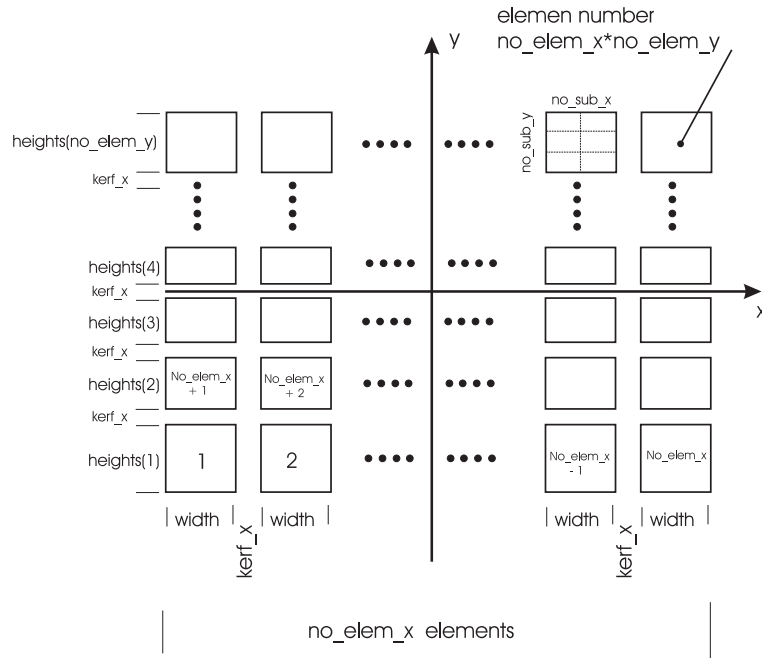 elemen number
no_elem_x*no_elem_y
y
no_sub_x
no_sub_y
heights(no_elem_y)
kerf_x
heights(4)
kerf_x
x
heights(3)
kerf_x
heights(2)
No_elem_x
+ 1
No_elem_x
+ 2
kerf_x
heights(1)
1
2
No_elem_x
- 1
No_elem_x
width
width
width
width
kerf_x
kerf_x
no_elem_x elements